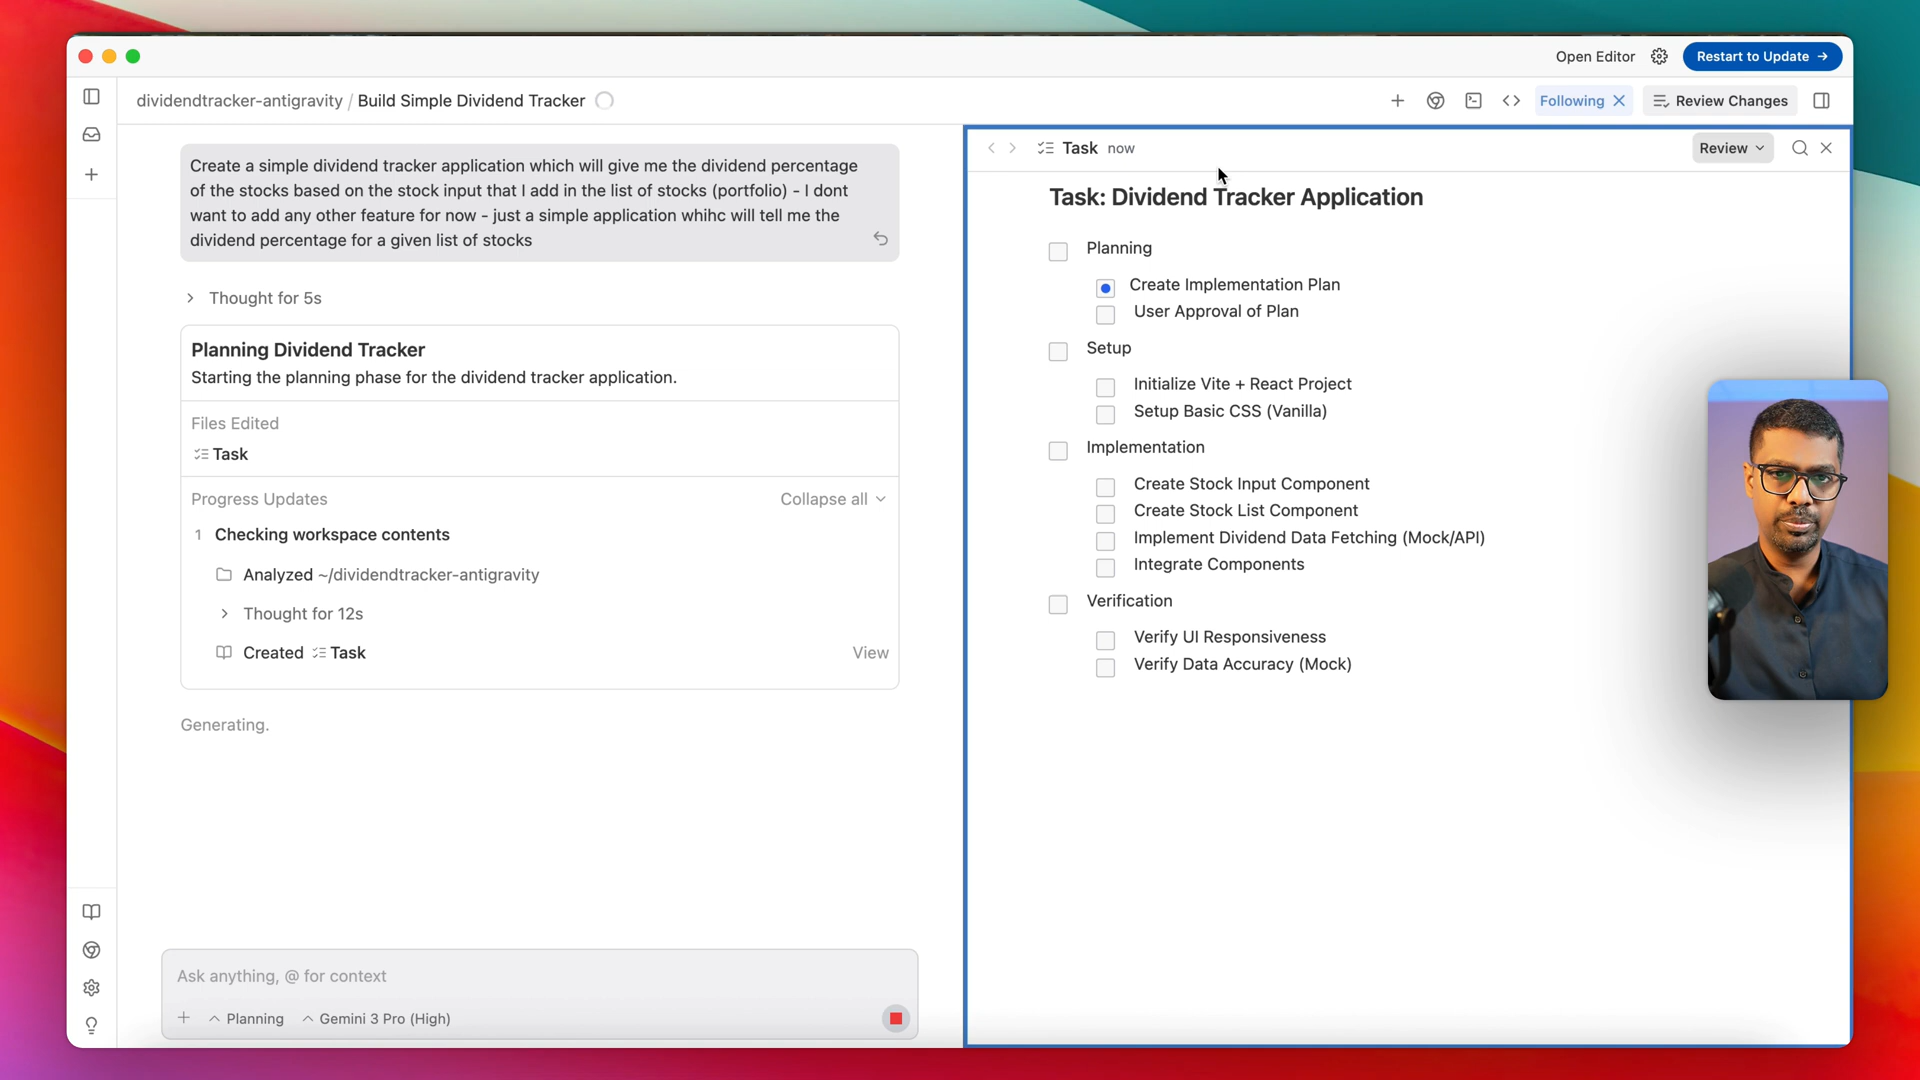 Open Editor
Restart to Update →
dividendtracker-antigravity / Build Simple Dividend Tracker
Following
Review Changes
Create a simple dividend tracker application which will give me the dividend percentage
of the stocks based on the stock input that I add in the list of stocks (portfolio) - I dont
want to add any other feature for now - just a simple application whihc will tell me the
dividend percentage for a given list of stocks
Thought for 5s
Planning Dividend Tracker
Starting the planning phase for the dividend tracker application.
Files Edited
Task
Progress Updates
Collapse all
1 Checking workspace contents
Analyzed ~/dividendtracker-antigravity
Thought for 12s
Created Task
View
Generating.
Ask anything, @ for context
Planning
Gemini 3 Pro (High)
Task now
Review
Task: Dividend Tracker Application
Planning
Create Implementation Plan
User Approval of Plan
Setup
Initialize Vite + React Project
Setup Basic CSS (Vanilla)
Implementation
Create Stock Input Component
Create Stock List Component
Implement Dividend Data Fetching (Mock/API)
Integrate Components
Verification
Verify UI Responsiveness
Verify Data Accuracy (Mock)